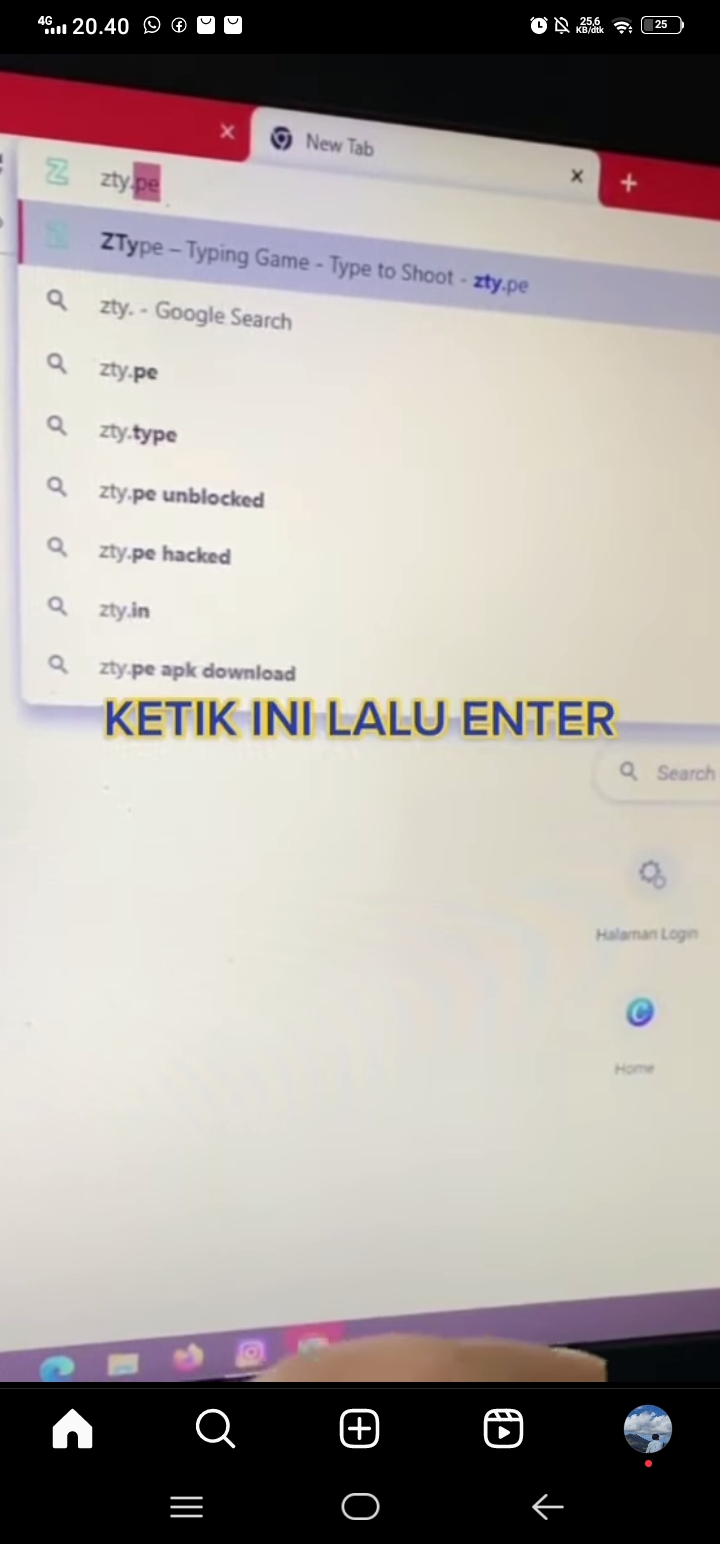 4G 20.40 25,6 KB/dtk 25
New Tab
zty.pe
ZType – Typing Game - Type to Shoot - zty.pe
zty. - Google Search
zty.pe
zty.type
zty.pe unblocked
zty.pe hacked
zty.in
zty.pe apk download
KETIK INI LALU ENTER
Search
Halaman Login
Home